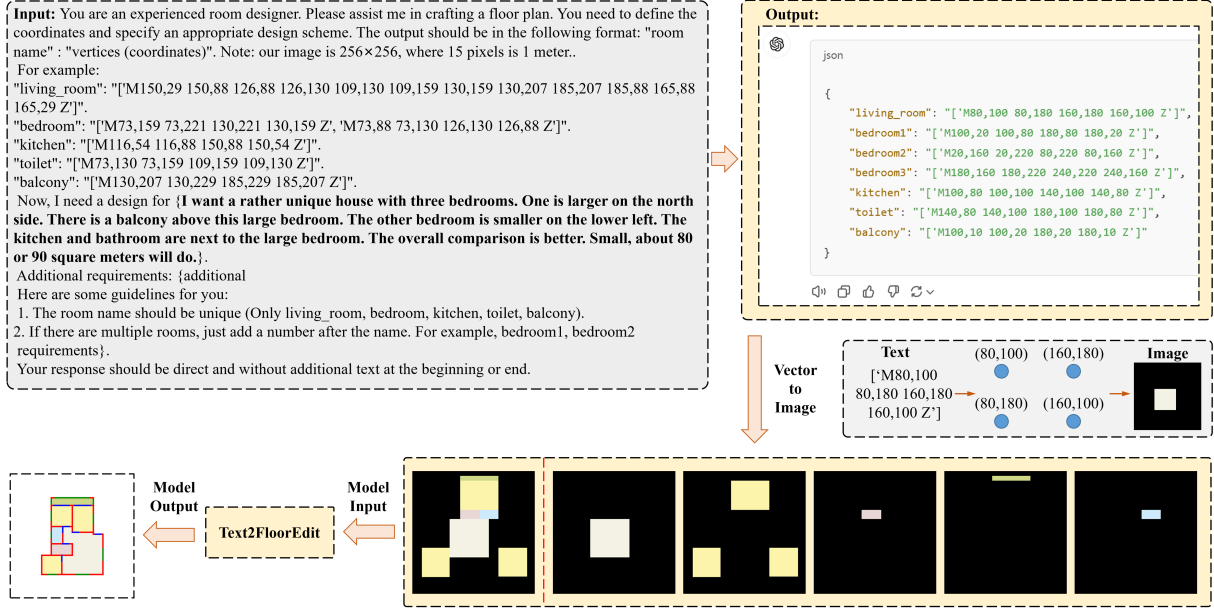 Input: You are an experienced room designer. Please assist me in crafting a floor plan. You need to define the
coordinates and specify an appropriate design scheme. The output should be in the following format: "room
name" : "vertices (coordinates)". Note: our image is 256×256, where 15 pixels is 1 meter..
For example:
"living_room": "['M150,29 150,88 126,88 126,130 109,130 109,159 130,159 130,207 185,207 185,88 165,88
165,29 Z']".
"bedroom": "['M73,159 73,221 130,221 130,159 Z', 'M73,88 73,130 126,130 126,88 Z']".
"kitchen": "['M116,54 116,88 150,88 150,54 Z']".
"toilet": "['M73,130 73,159 109,159 109,130 Z']".
"balcony": "['M130,207 130,229 185,229 185,207 Z']".
Now, I need a design for {I want a rather unique house with three bedrooms. One is larger on the north
side. There is a balcony above this large bedroom. The other bedroom is smaller on the lower left. The
kitchen and bathroom are next to the large bedroom. The overall comparison is better. Small, about 80
or 90 square meters will do.}.
Additional requirements: {additional
Here are some guidelines for you:
1. The room name should be unique (Only living_room, bedroom, kitchen, toilet, balcony).
2. If there are multiple rooms, just add a number after the name. For example, bedroom1, bedroom2
requirements}.
Your response should be direct and without additional text at the beginning or end.
Output:
json
{
"living_room": "['M80,100 80,180 160,180 160,100 Z']",
"bedroom1": "['M100,20 100,80 180,80 180,20 Z']",
"bedroom2": "['M20,160 20,220 80,220 80,160 Z']",
"bedroom3": "['M180,160 180,220 240,220 240,160 Z']",
"kitchen": "['M100,80 100,100 140,100 140,80 Z']",
"toilet": "['M140,80 140,100 180,100 180,80 Z']",
"balcony": "['M100,10 100,20 180,20 180,10 Z']"
}
Vector
to
Image
Text
['M80,100
80,180 160,180
160,100 Z']
(80,100) (160,180)
(80,180) (160,100)
Image
Model
Output
Text2FloorEdit
Model
Input